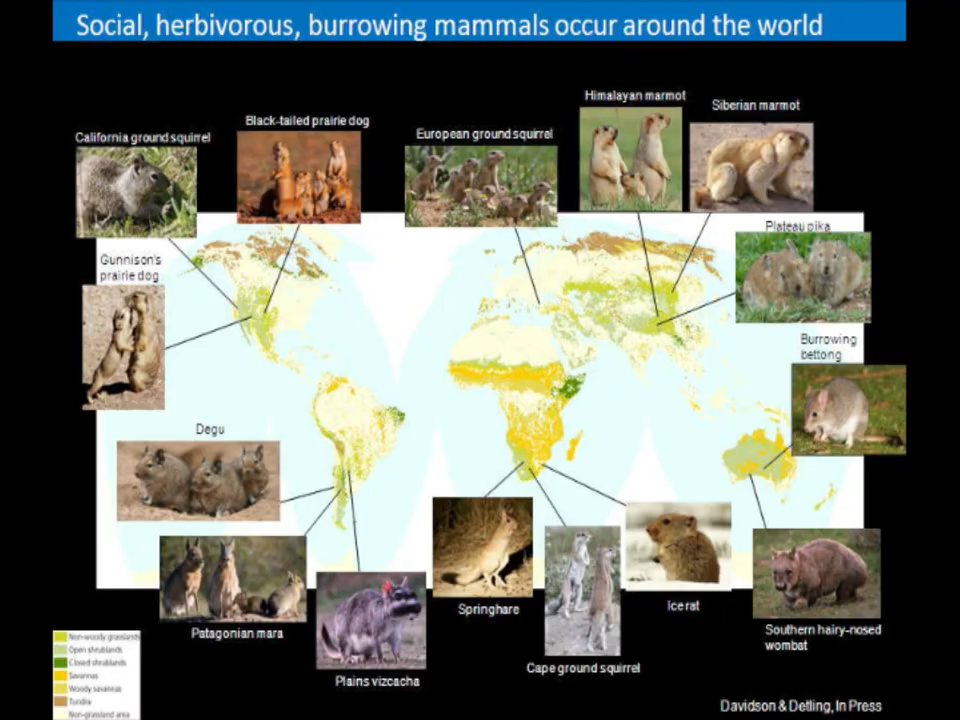 Social, herbivorous, burrowing mammals occur around the world
Himalayan marmot
Siberian marmot
Black-tailed prairie dog
California ground squirrel
European ground squirrel
Plateau pika
Gunnison's
prairie dog
Burrowing
bettong
Degu
Springhare
Ice rat
Patagonian mara
Southern hairy-nosed
wombat
Cape ground squirrel
Plains vizcacha
Non-woody grasslands
Open shrublands
Closed shrublands
Savannas
Woody savannas
Tundra
Non-grassland area
Davidson & Detling, In Press